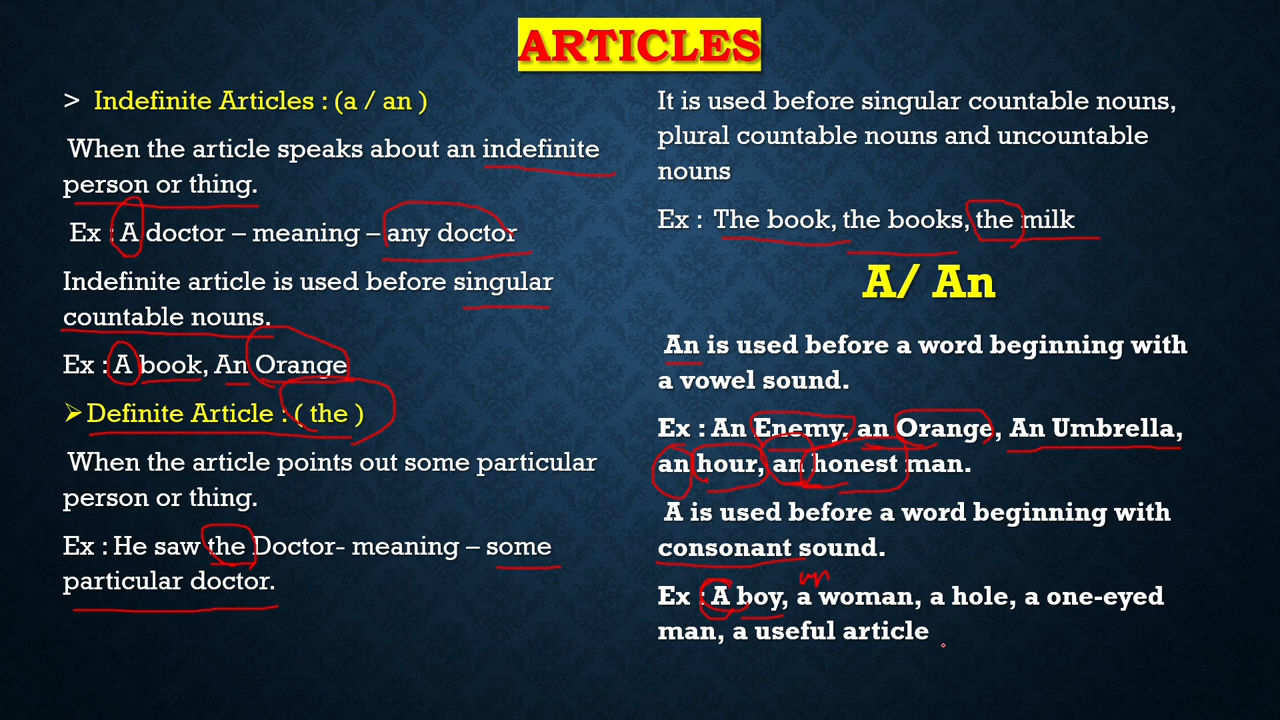 ARTICLES
> Indefinite Articles : (a / an )
When the article speaks about an indefinite
person or thing.
Ex : A doctor – meaning – any doctor
Indefinite article is used before singular
countable nouns.
Ex : A book, An Orange
➢ Definite Article : ( the )
When the article points out some particular
person or thing.
Ex : He saw the Doctor- meaning – some
particular doctor.
It is used before singular countable nouns,
plural countable nouns and uncountable
nouns
Ex : The book, the books, the milk
A/ An
An is used before a word beginning with
a vowel sound.
Ex : An Enemy, an Orange, An Umbrella,
an hour, an honest man.
A is used before a word beginning with
consonant sound.
Ex : A boy, a woman, a hole, a one-eyed
man, a useful article